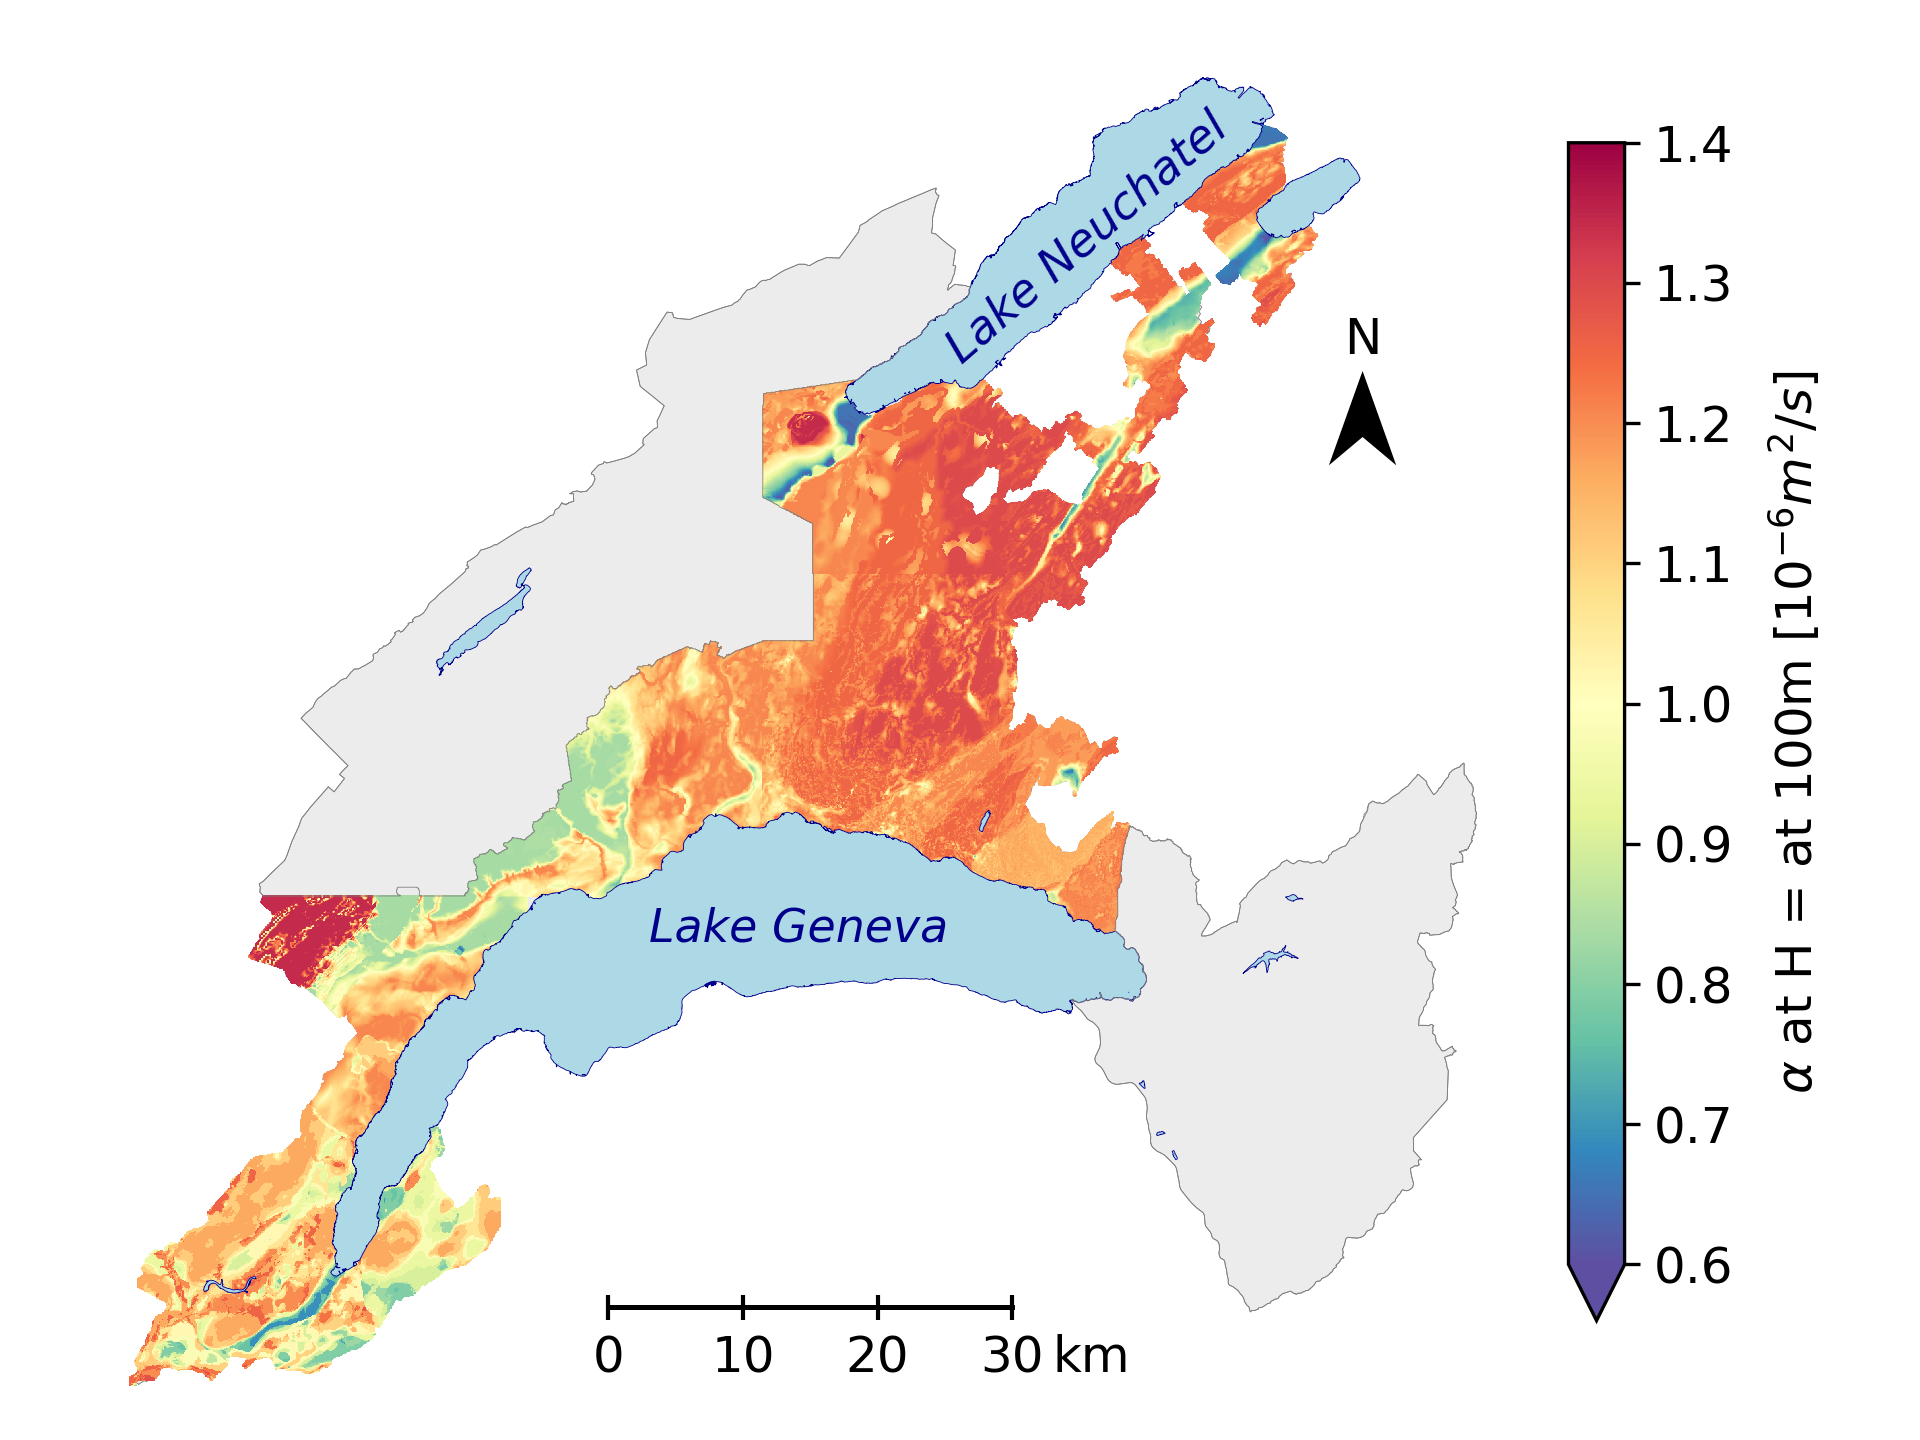 Lake Neuchatel
N
Lake Geneva
0 10 20 30 km
1.4
1.3
1.2
1.1
1.0
0.9
0.8
0.7
0.6
α at H = at 100m [10⁻⁶m²/s]